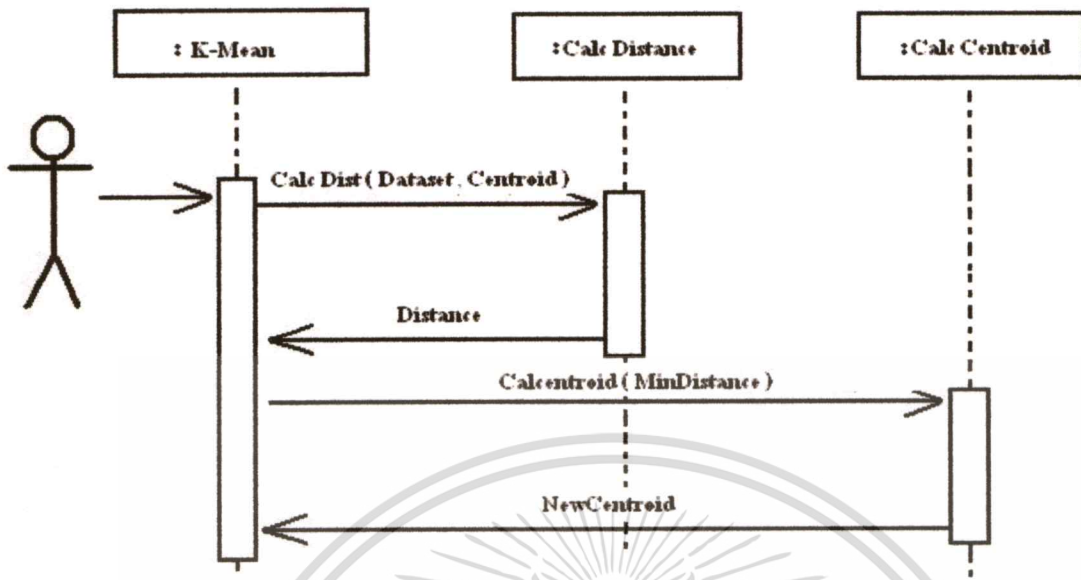 : K-Mean
:Calc Distance
:Calc Centroid
Calc Dist ( Dataset , Centroid )
Distance
Calcentroid ( MinDistance )
NewCentroid